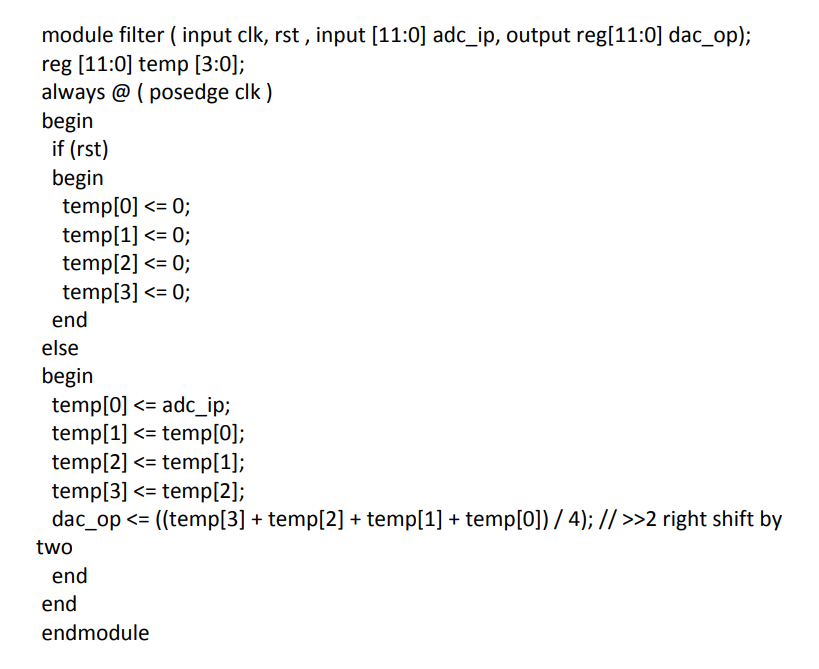 module filter ( input clk, rst , input [11:0] adc_ip, output reg[11:0] dac_op);
reg [11:0] temp [3:0];
always @ ( posedge clk )
begin
if (rst)
begin
temp[0] <= 0;
temp[1] <= 0;
temp[2] <= 0;
temp[3] <= 0;
end
else
begin
temp[0] <= adc_ip;
temp[1] <= temp[0];
temp[2] <= temp[1];
temp[3] <= temp[2];
dac_op <= ((temp[3] + temp[2] + temp[1] + temp[0]) / 4); // >>2 right shift by
two
end
end
endmodule